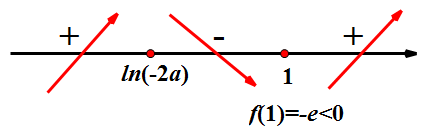 + - +
ln(-2a) 1
f(1)=-e<0